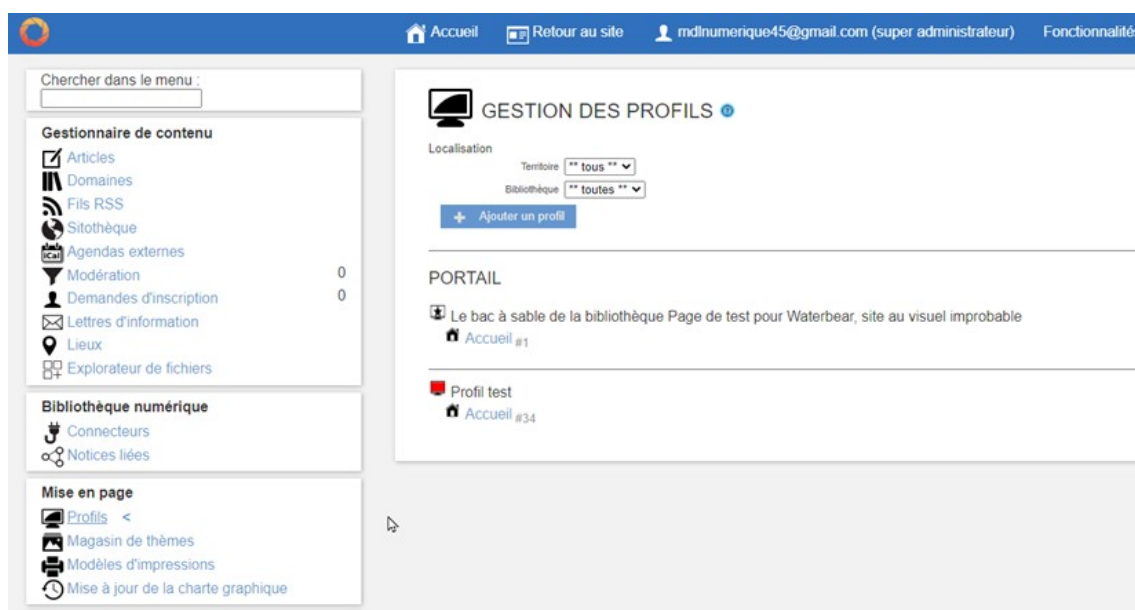 Accueil
Retour au site
mdlnumerique45@gmail.com (super administrateur)
Fonctionnalité
Chercher dans le menu :
Gestionnaire de contenu
Articles
Domaines
Fils RSS
Sitothèque
iCal
Agendas externes
Modération 0
Demandes d'inscription 0
Lettres d'information
Lieux
Explorateur de fichiers
Bibliothèque numérique
Connecteurs
Notices liées
Mise en page
Profils <
Magasin de thèmes
Modèles d'impressions
Mise à jour de la charte graphique
GESTION DES PROFILS
Localisation
Territoire ** tous **
Bibliothèque ** toutes **
+ Ajouter un profil
PORTAIL
Le bac à sable de la bibliothèque Page de test pour Waterbear, site au visuel improbable
Accueil #1
Profil test
Accueil #34